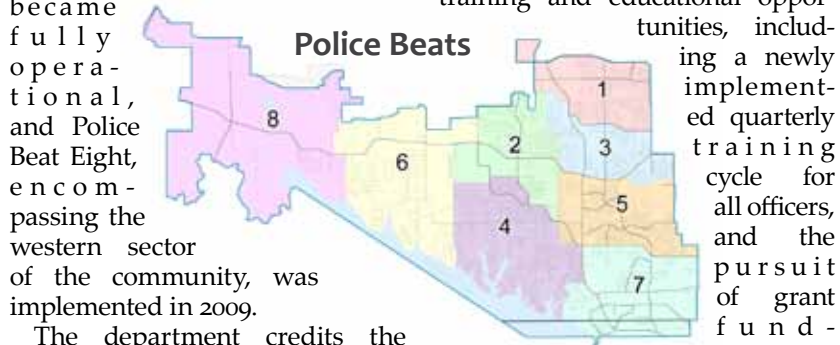 became
fully
opera-
tional,
and Police
Beat Eight,
encom-
passing the
western sector
of the community, was
implemented in 2009.
The department credits the
Police Beats
8
6
2
4
1
3
5
7
training and educational oppor-
tunities, includ-
ing a newly
implement-
ed quarterly
training
cycle for
all officers,
and the
pursuit
of grant
fund-